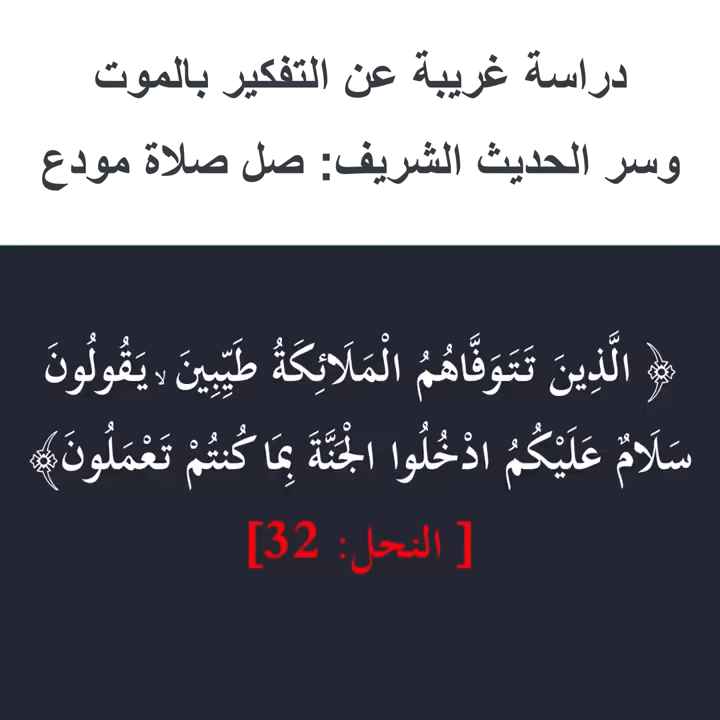 دراسة غريبة عن التفكير بالموت
وسر الحديث الشريف: صل صلاة مودع
﴿ الَّذِينَ تَتَوَفَّاهُمُ الْمَلَائِكَةُ طَيِّبِينَ ۙ يَقُولُونَ
سَلَامٌ عَلَيْكُمُ ادْخُلُوا الْجَنَّةَ بِمَا كُنتُمْ تَعْمَلُونَ﴾
[ النحل: 32]